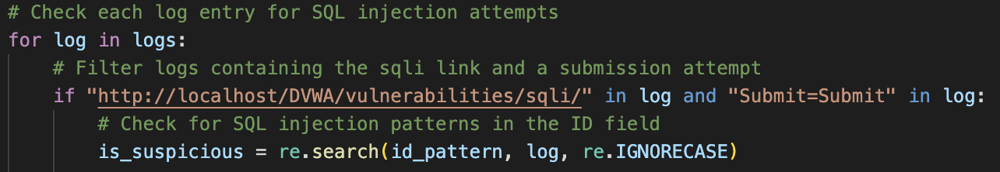 # Check each log entry for SQL injection attempts
for log in logs:
    # Filter logs containing the sqli link and a submission attempt
    if "http://localhost/DVWA/vulnerabilities/sqli/" in log and "Submit=Submit" in log:
        # Check for SQL injection patterns in the ID field
        is_suspicious = re.search(id_pattern, log, re.IGNORECASE)